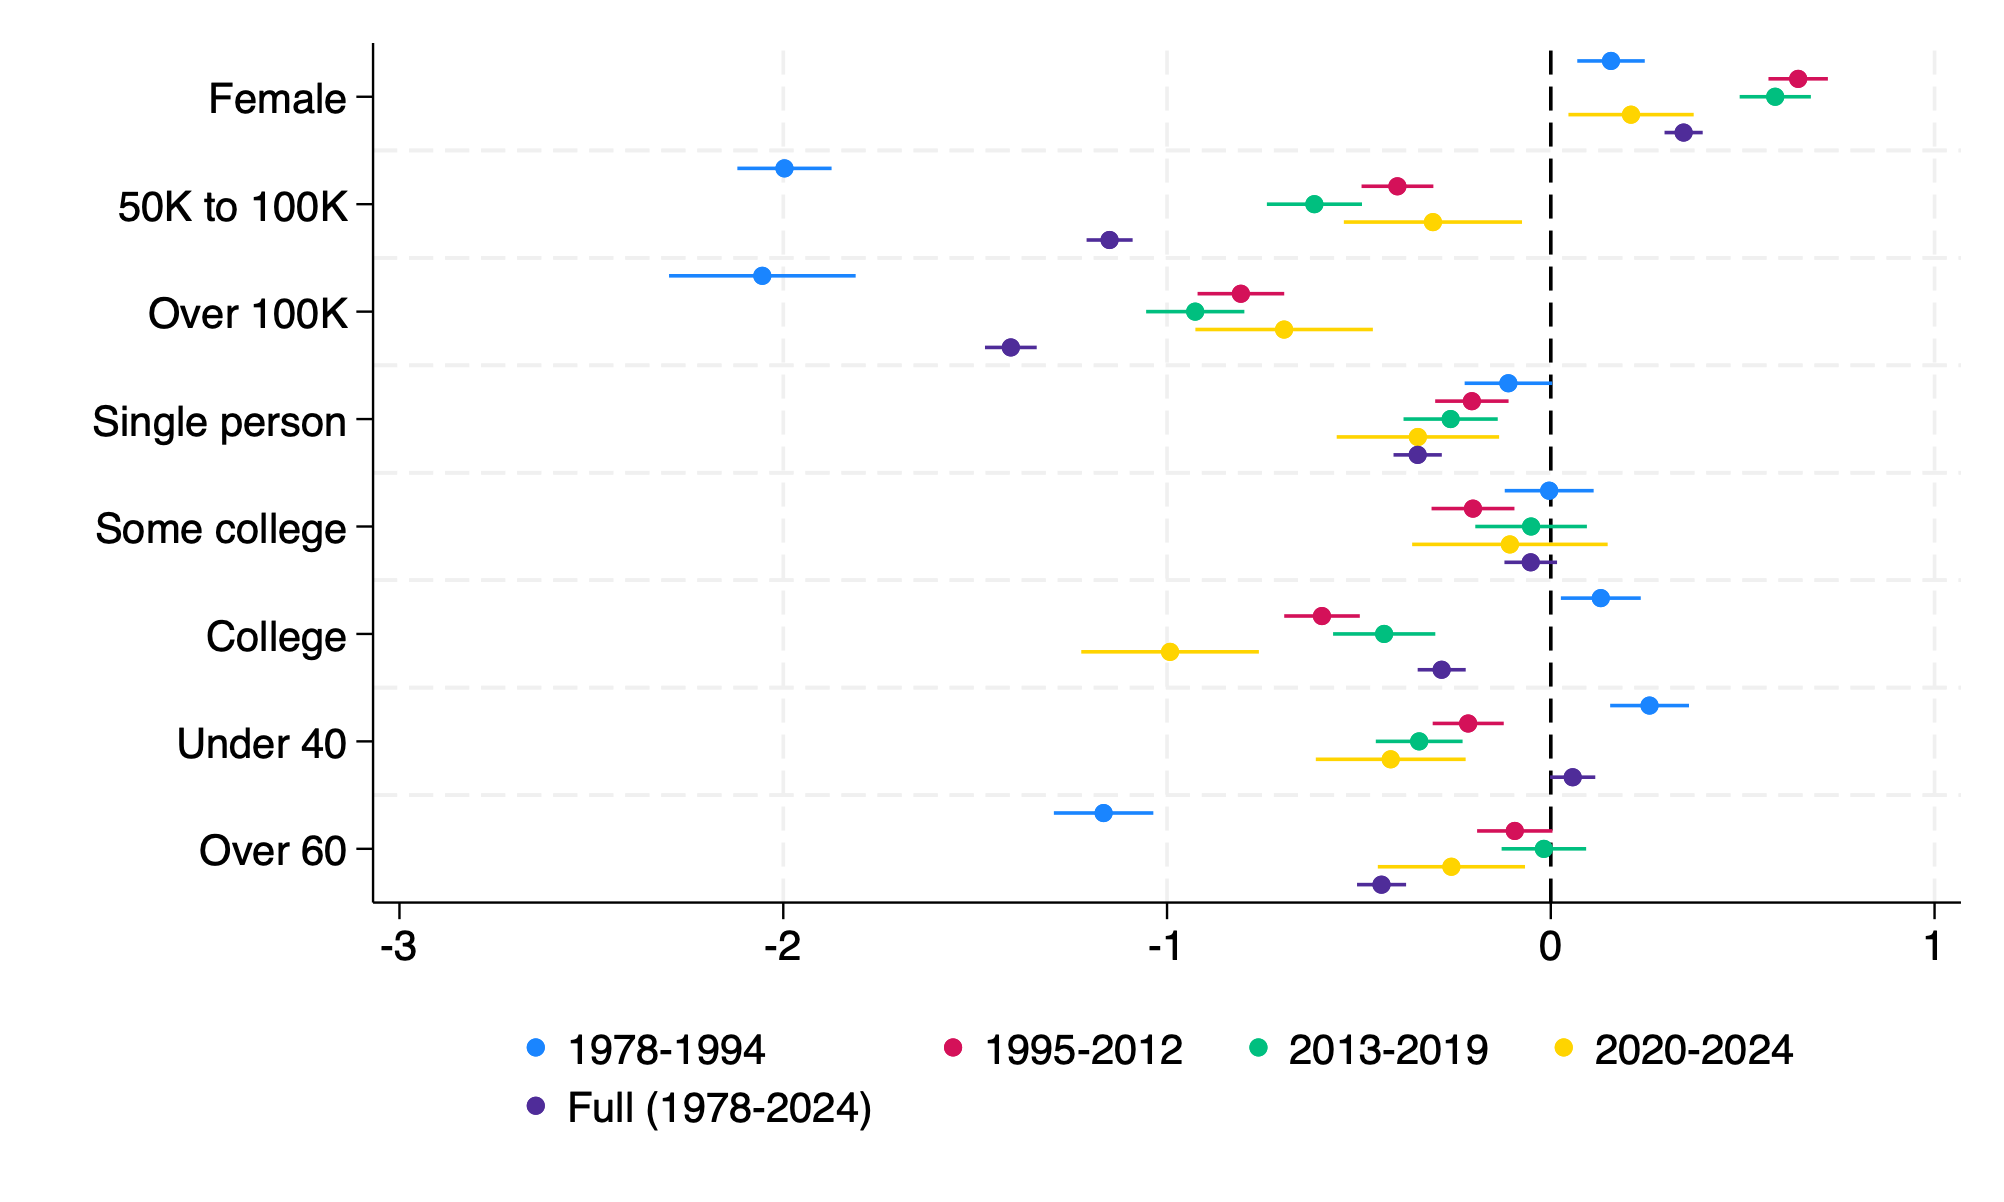 Female
50K to 100K
Over 100K
Single person
Some college
College
Under 40
Over 60
-3 -2 -1 0 1
1978-1994 1995-2012 2013-2019 2020-2024
Full (1978-2024)